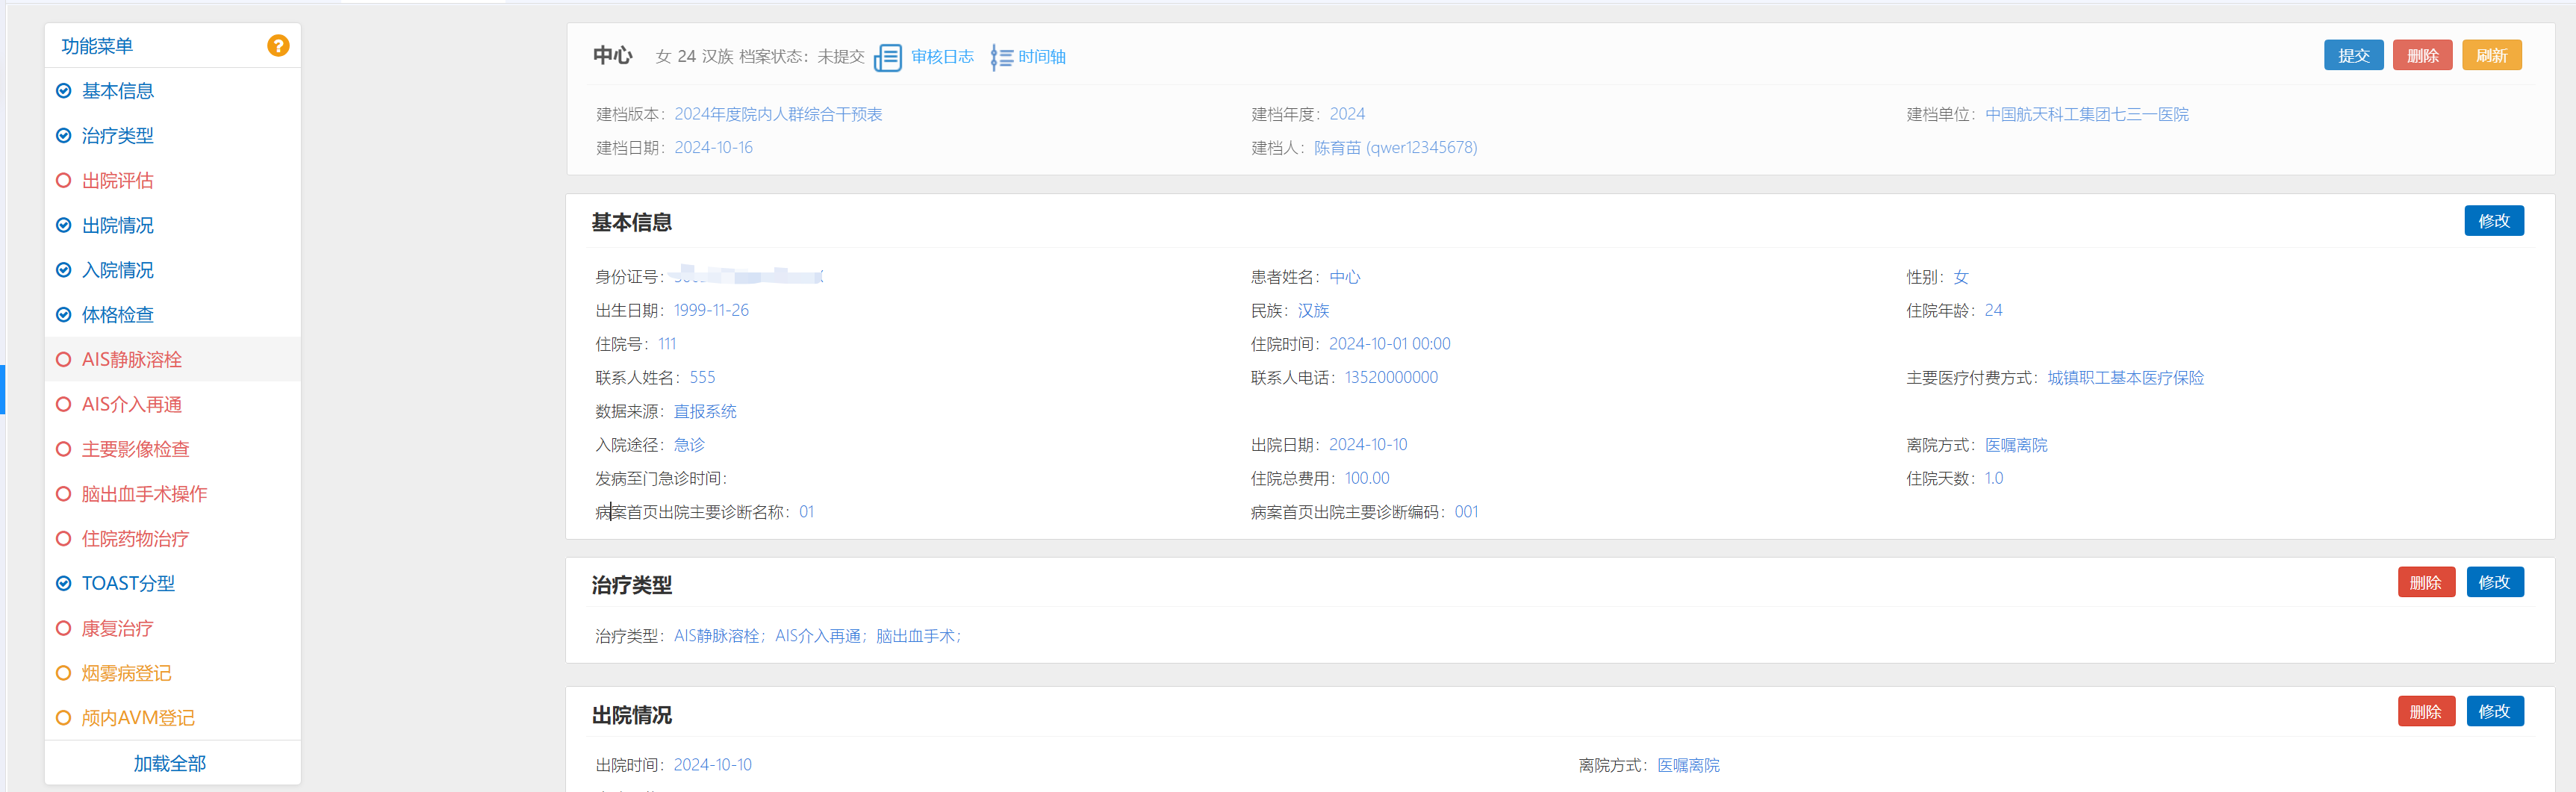 功能菜单
基本信息
治疗类型
出院评估
出院情况
入院情况
体格检查
AIS静脉溶栓
AIS介入再通
主要影像检查
脑出血手术操作
住院药物治疗
TOAST分型
康复治疗
烟雾病登记
颅内AVM登记
加载全部
中心 女 24 汉族 档案状态：未提交 审核日志 时间轴 提交 删除 刷新
建档版本：2024年度院内人群综合干预表 建档年度：2024 建档单位：中国航天科工集团七三一医院
建档日期：2024-10-16 建档人：陈育苗 (qwer12345678)
基本信息 修改
身份证号： 患者姓名：中心 性别：女
出生日期：1999-11-26 民族：汉族 住院年龄：24
住院号：111 住院时间：2024-10-01 00:00
联系人姓名：555 联系人电话：13520000000 主要医疗付费方式：城镇职工基本医疗保险
数据来源：直报系统
入院途径：急诊 出院日期：2024-10-10 离院方式：医嘱离院
发病至门急诊时间： 住院总费用：100.00 住院天数：1.0
病案首页出院主要诊断名称：01 病案首页出院主要诊断编码：001
治疗类型 删除 修改
治疗类型：AIS静脉溶栓；AIS介入再通；脑出血手术；
出院情况 删除 修改
出院时间：2024-10-10 离院方式：医嘱离院